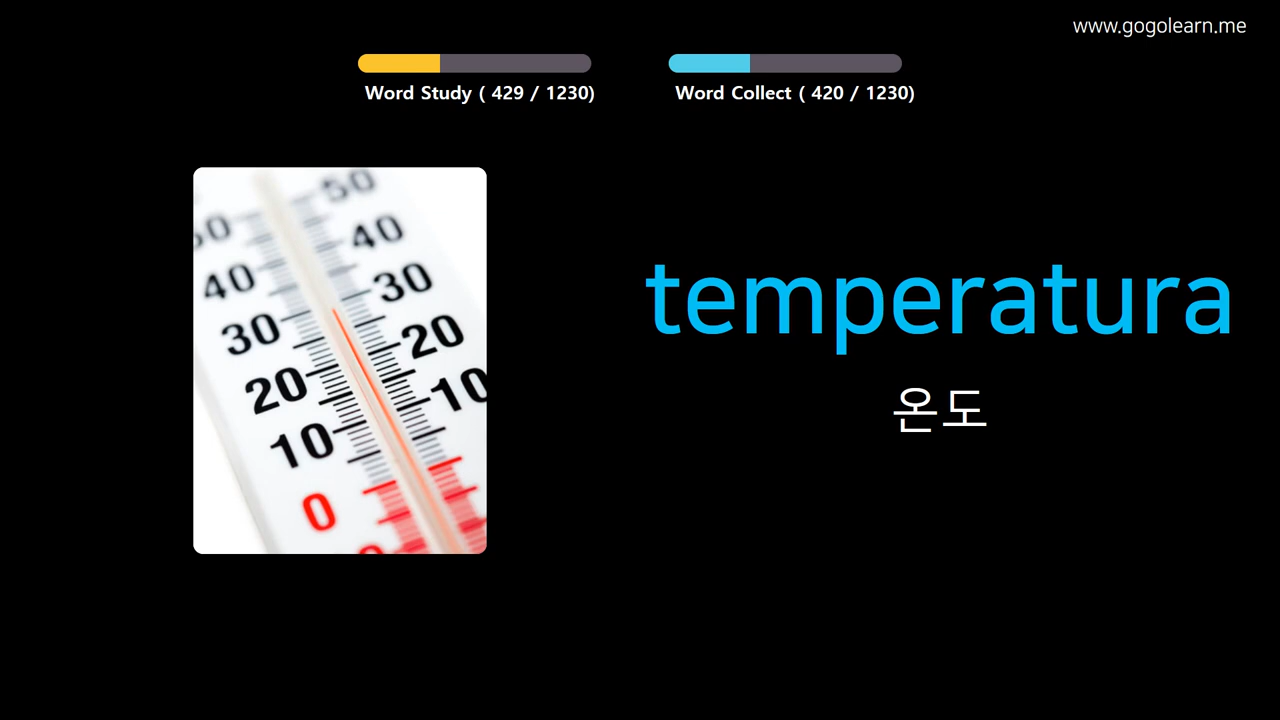 www.gogolearn.me
Word Study ( 429 / 1230)
Word Collect ( 420 / 1230)
50
50
40
40
30
30
20
20
10
10
0
temperatura
온도